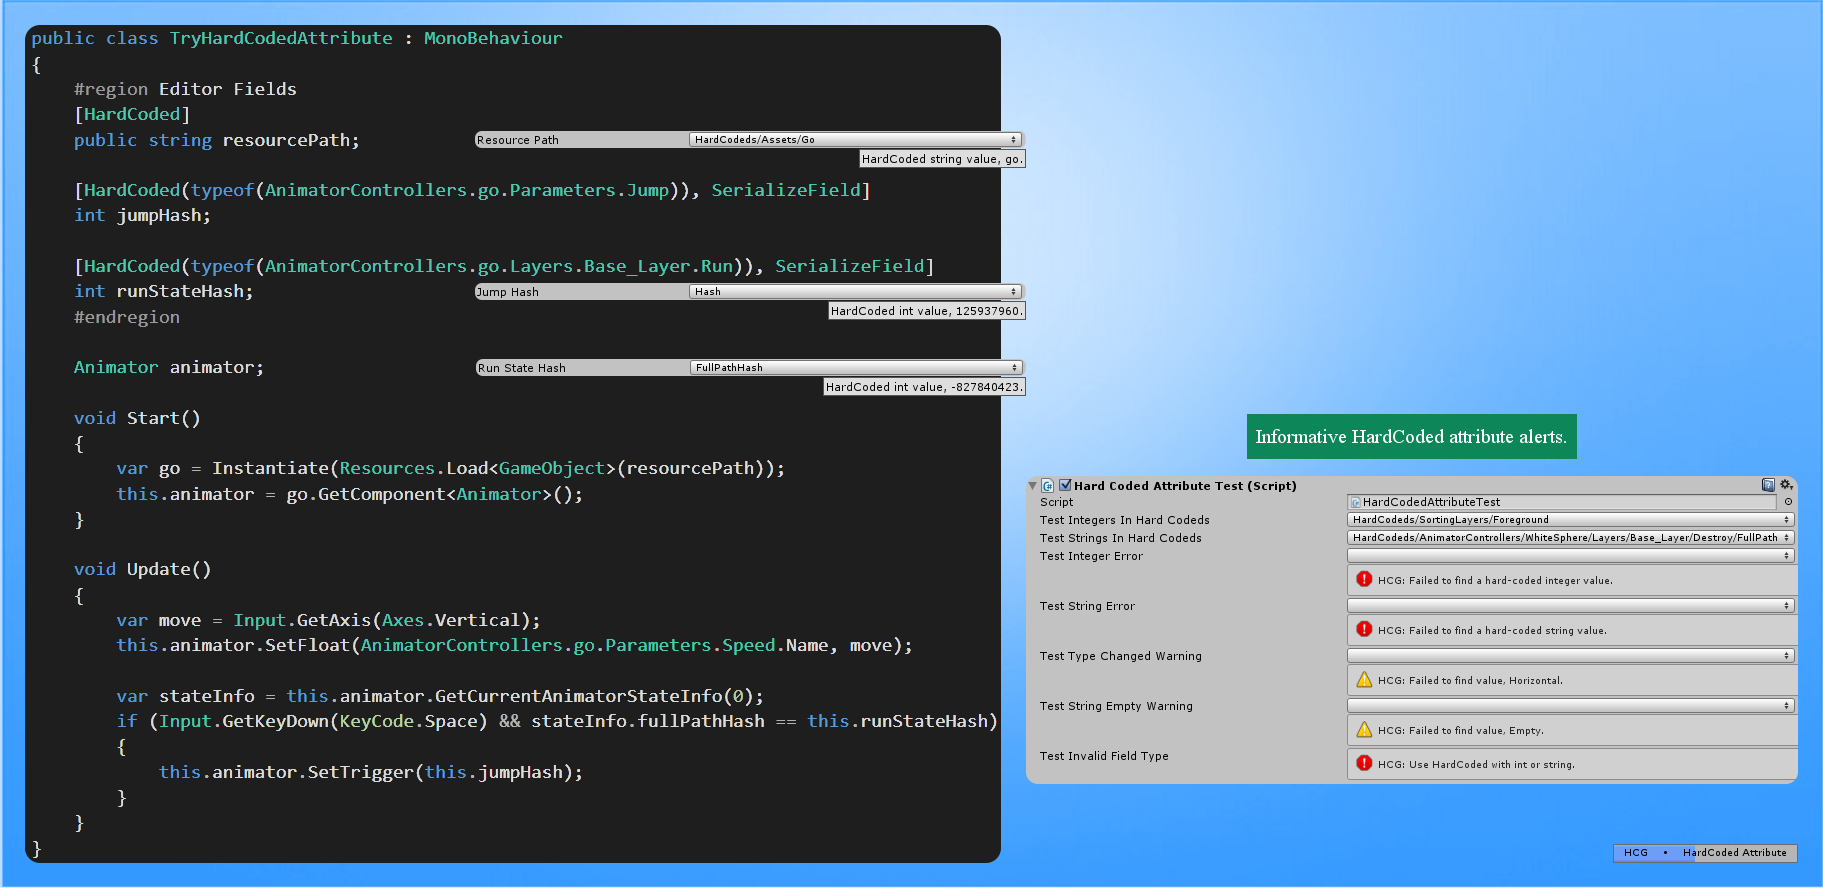 public class TryHardCodedAttribute : MonoBehaviour
{
#region Editor Fields
[HardCoded]
public string resourcePath;
Resource Path HardCodeds/Assets/Go
HardCoded string value, go.
[HardCoded(typeof(AnimatorControllers.go.Parameters.Jump)), SerializeField]
int jumpHash;
[HardCoded(typeof(AnimatorControllers.go.Layers.Base_Layer.Run)), SerializeField]
int runStateHash;
Jump Hash Hash
HardCoded int value, 125937960.
#endregion
Animator animator;
Run State Hash FullPathHash
HardCoded int value, -827840423.
void Start()
{
var go = Instantiate(Resources.Load<GameObject>(resourcePath));
this.animator = go.GetComponent<Animator>();
}
void Update()
{
var move = Input.GetAxis(Axes.Vertical);
this.animator.SetFloat(AnimatorControllers.go.Parameters.Speed.Name, move);
var stateInfo = this.animator.GetCurrentAnimatorStateInfo(0);
if (Input.GetKeyDown(KeyCode.Space) && stateInfo.fullPathHash == this.runStateHash)
{
this.animator.SetTrigger(this.jumpHash);
}
}
}
Informative HardCoded attribute alerts.
Hard Coded Attribute Test (Script)
Script HardCodedAttributeTest
Test Integers In Hard Codeds HardCodeds/SortingLayers/Foreground
Test Strings In Hard Codeds HardCodeds/AnimatorControllers/WhiteSphere/Layers/Base_Layer/Destroy/FullPath
Test Integer Error
HCG: Failed to find a hard-coded integer value.
Test String Error
HCG: Failed to find a hard-coded string value.
Test Type Changed Warning
HCG: Failed to find value, Horizontal.
Test String Empty Warning
HCG: Failed to find value, Empty.
Test Invalid Field Type
HCG: Use HardCoded with int or string.
HCG • HardCoded Attribute